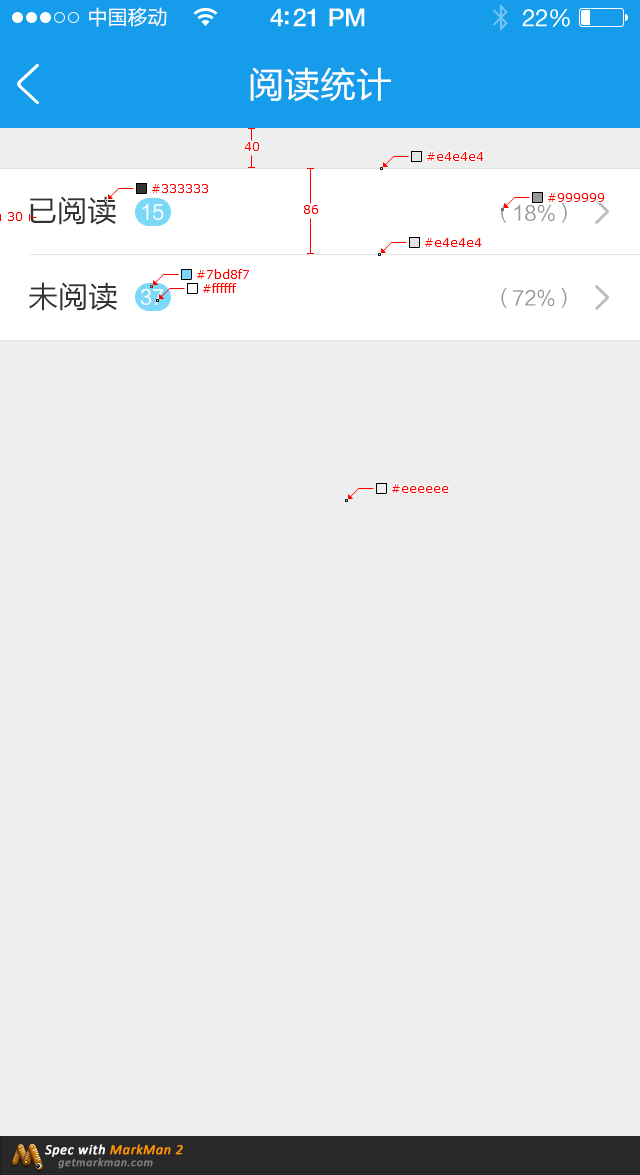 中国移动 4:21 PM 22%
阅读统计
40
#e4e4e4
#333333
#999999
30 已阅读 15 86 (18%)
#e4e4e4
#7bd8f7
#ffffff
未阅读 37 (72%)
#eeeeee
Spec with MarkMan 2
getmarkman.com